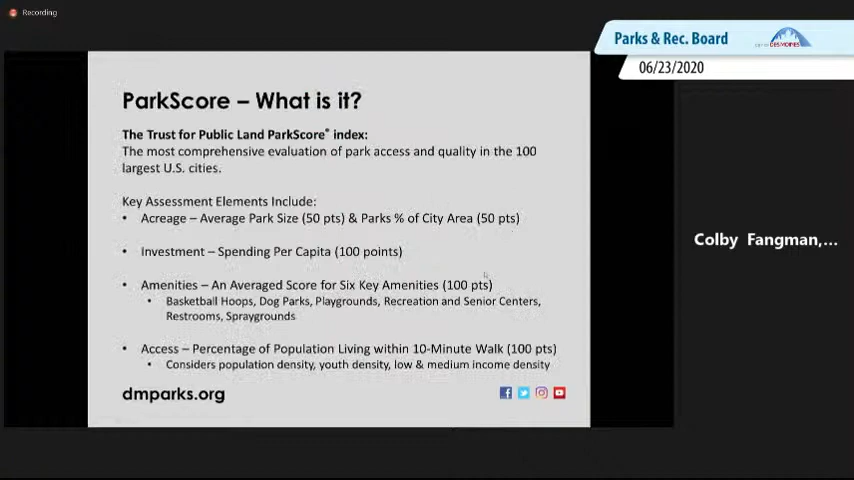 Recording
Parks & Rec. Board
DES MOINES
06/23/2020
ParkScore – What is it?
The Trust for Public Land ParkScore® index:
The most comprehensive evaluation of park access and quality in the 100
largest U.S. cities.
Key Assessment Elements Include:
• Acreage – Average Park Size (50 pts) & Parks % of City Area (50 pts)
• Investment – Spending Per Capita (100 points)
• Amenities – An Averaged Score for Six Key Amenities (100 pts)
• Basketball Hoops, Dog Parks, Playgrounds, Recreation and Senior Centers,
Restrooms, Spraygrounds
• Access – Percentage of Population Living within 10-Minute Walk (100 pts)
• Considers population density, youth density, low & medium income density
dmparks.org
Colby Fangman,...